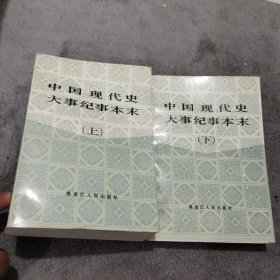 中国现代史
大事纪事本末
(上)
黑龙江人民出版社
中国现代史
大事纪事本末
(下)
黑龙江人民出版社